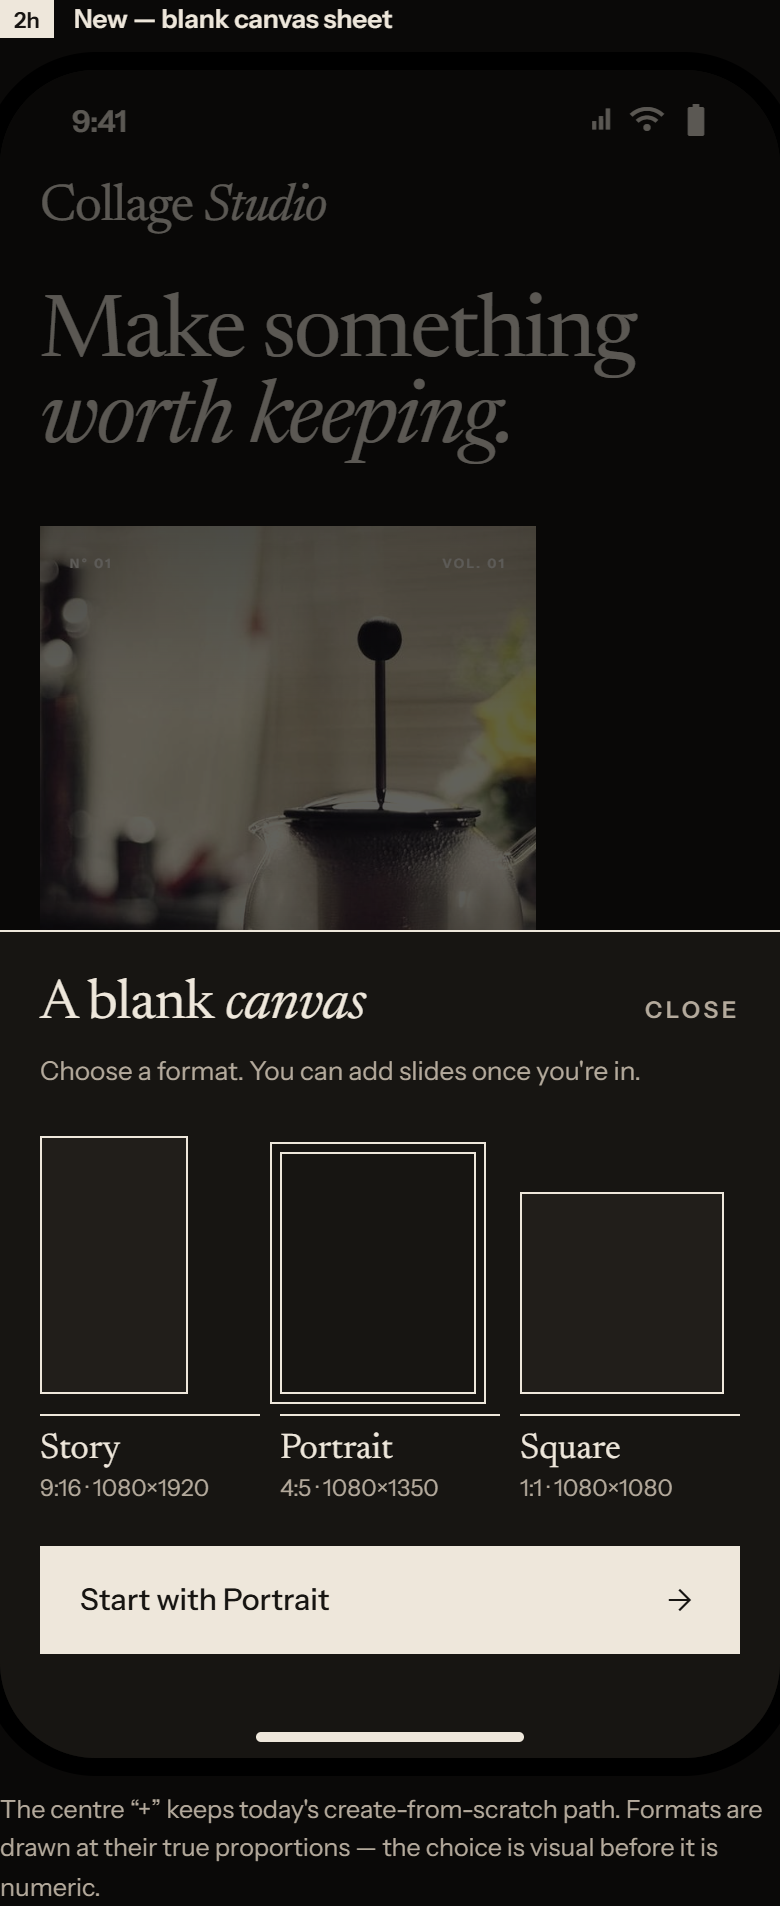 2h New — blank canvas sheet
9:41
Collage Studio
Make something
worth keeping.
N° 01 VOL. 01
A blank canvas CLOSE
Choose a format. You can add slides once you're in.
Story Portrait Square
9:16 · 1080×1920 4:5 · 1080×1350 1:1 · 1080×1080
Start with Portrait →
The centre “+” keeps today's create-from-scratch path. Formats are
drawn at their true proportions — the choice is visual before it is
numeric.